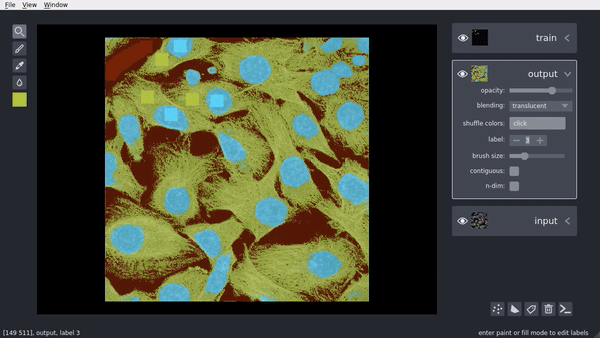 File View Window
train
output
opacity:
blending: translucent
shuffle colors: click
label: 3
brush size:
contiguous:
n-dim:
input
[149 511], output, label 3
enter paint or fill mode to edit labels